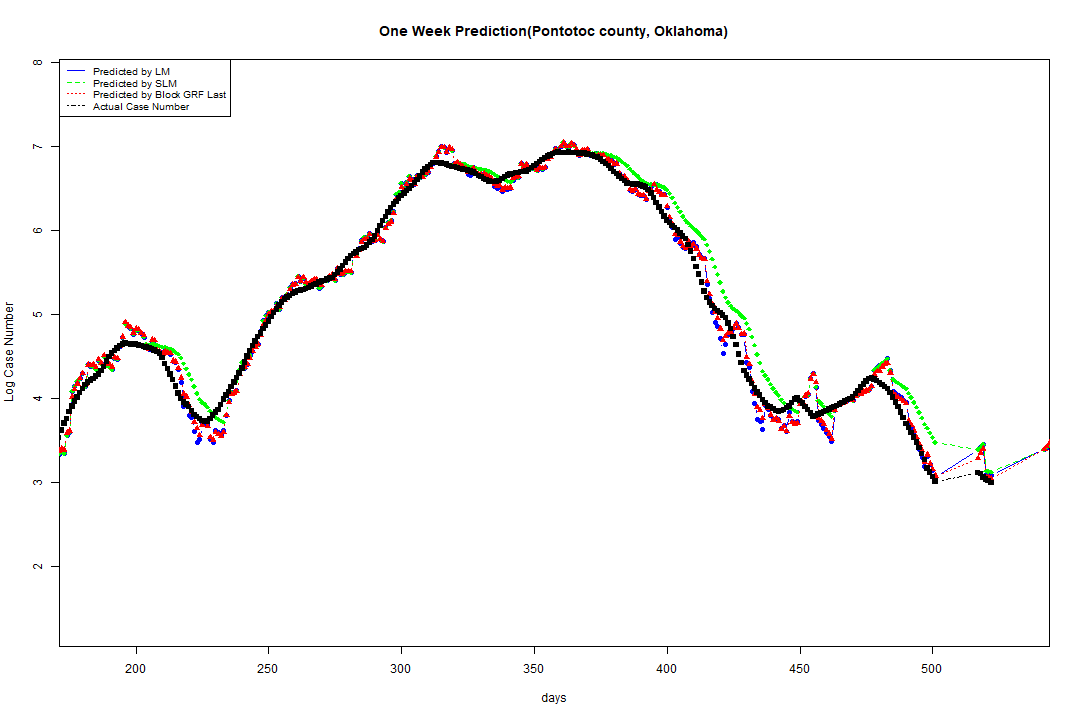 One Week Prediction(Pontotoc county, Oklahoma)
Predicted by LM
Predicted by SLM
Predicted by Block GRF Last
Actual Case Number
8
7
6
5
4
3
2
Log Case Number
200 250 300 350 400 450 500
days